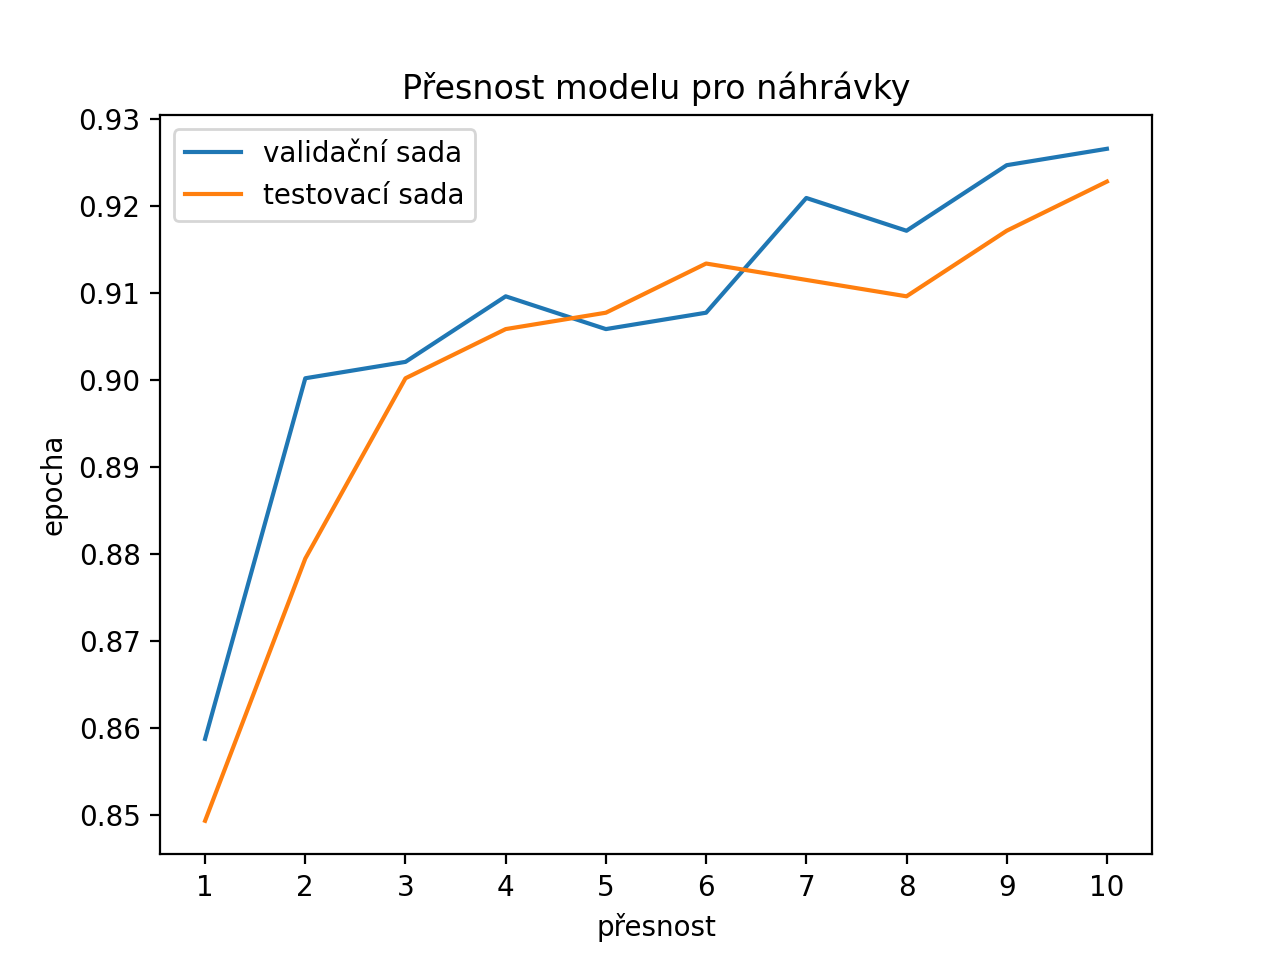 Přesnost modelu pro náhrávky
validační sada
testovací sada
0.93
0.92
0.91
0.90
0.89
0.88
0.87
0.86
0.85
epocha
1 2 3 4 5 6 7 8 9 10
přesnost